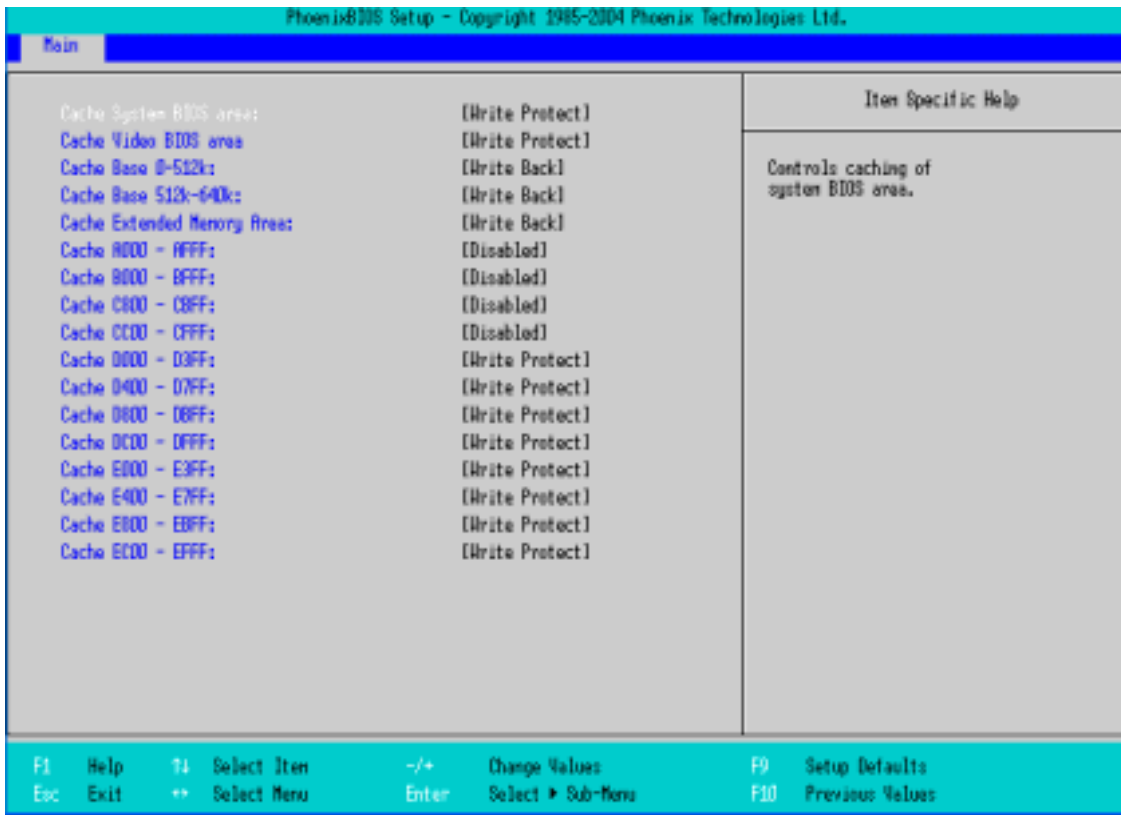 PhoenixBIOS Setup - Copyright 1985-2004 Phoenix Technologies Ltd.
Main
Cache System BIOS area: [Write Protect]
Cache Video BIOS area [Write Protect]
Cache Base 0-512k: [Write Back]
Cache Base 512k-640k: [Write Back]
Cache Extended Memory Area: [Write Back]
Cache A000 - AFFF: [Disabled]
Cache B000 - BFFF: [Disabled]
Cache C800 - CBFF: [Disabled]
Cache CC00 - CFFF: [Disabled]
Cache D000 - D3FF: [Write Protect]
Cache D400 - D7FF: [Write Protect]
Cache D800 - DBFF: [Write Protect]
Cache DC00 - DFFF: [Write Protect]
Cache E000 - E3FF: [Write Protect]
Cache E400 - E7FF: [Write Protect]
Cache E800 - EBFF: [Write Protect]
Cache EC00 - EFFF: [Write Protect]
Item Specific Help
Controls caching of
system BIOS area.
F1 Help ↑↓ Select Item -/+ Change Values F9 Setup Defaults
Esc Exit ↔ Select Menu Enter Select ▶ Sub-Menu F10 Previous Values